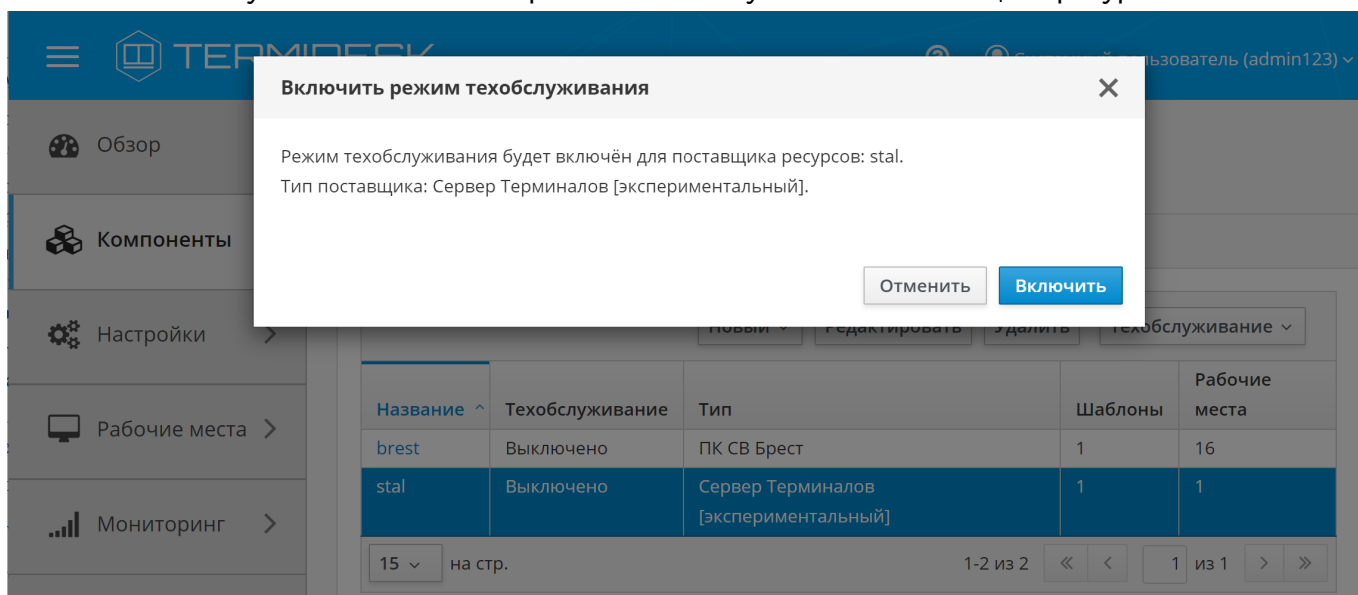 TERMIDESK
пользователь (admin123)
Включить режим техобслуживания
Обзор
Режим техобслуживания будет включён для поставщика ресурсов: stal.
Тип поставщика: Сервер Терминалов [экспериментальный].
Компоненты
Отменить Включить
Настройки
Новый Редактировать Удалить Техобслуживание
Рабочие
Название Техобслуживание Тип Шаблоны места
Рабочие места
brest Выключено ПК СВ Брест 1 16
stal Выключено Сервер Терминалов 1 1
[экспериментальный]
Мониторинг
15 на стр. 1-2 из 2 1 из 1